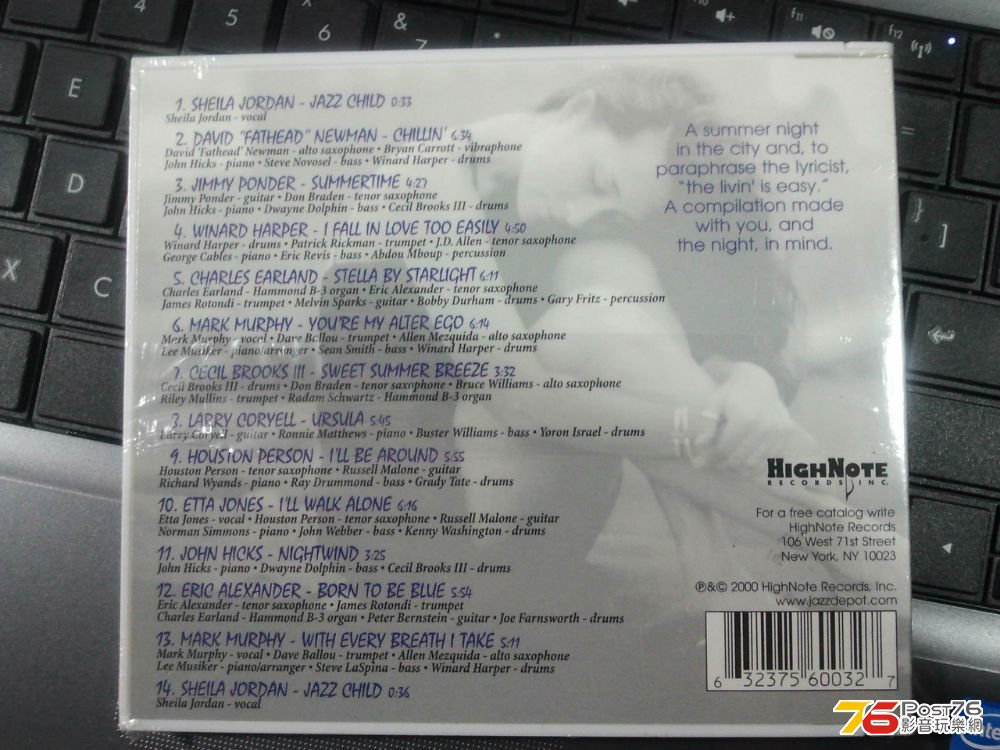 4
5
6
&
7
*
f11
f12
E
D
X
C
=
}
]
1. SHEILA JORDAN - JAZZ CHILD 0:33
Sheila Jordan - vocal
2. DAVID "FATHEAD" NEWMAN - CHILLIN' 6:34
David 'Fathead' Newman - alto saxophone • Bryan Carrott - vibraphone
John Hicks - piano • Steve Novosel - bass • Winard Harper - drums
3. JIMMY PONDER - SUMMERTIME 4:27
Jimmy Ponder - guitar • Don Braden - tenor saxophone
John Hicks - piano • Dwayne Dolphin - bass • Cecil Brooks III - drums
4. WINARD HARPER - I FALL IN LOVE TOO EASILY 4:50
Winard Harper - drums • Patrick Rickman - trumpet • J.D. Allen - tenor saxophone
George Cables - piano • Eric Revis - bass • Abdou Mboup - percussion
5. CHARLES EARLAND - STELLA BY STARLIGHT 6:11
Charles Earland - Hammond B-3 organ • Eric Alexander - tenor saxophone
James Rotondi - trumpet • Melvin Sparks - guitar • Bobby Durham - drums • Gary Fritz - percussion
6. MARK MURPHY - YOU'RE MY ALTER EGO 6:14
Mark Murphy - vocal • Dave Ballou - trumpet • Allen Mezquida - alto saxophone
Lee Musiker - piano/arranger • Sean Smith - bass • Winard Harper - drums
7. CECIL BROOKS III - SWEET SUMMER BREEZE 3:32
Cecil Brooks III - drums • Don Braden - tenor saxophone • Bruce Williams - alto saxophone
Riley Mullins - trumpet • Radam Schwartz - Hammond B-3 organ
8. LARRY CORYELL - URSULA 5:45
Larry Coryell - guitar • Ronnie Matthews - piano • Buster Williams - bass • Yoron Israel - drums
9. HOUSTON PERSON - I'LL BE AROUND 5:55
Houston Person - tenor saxophone • Russell Malone - guitar
Richard Wyands - piano • Ray Drummond - bass • Grady Tate - drums
10. ETTA JONES - I'LL WALK ALONE 6:16
Etta Jones - vocal • Houston Person - tenor saxophone • Russell Malone - guitar
Norman Simmons - piano • John Webber - bass • Kenny Washington - drums
11. JOHN HICKS - NIGHTWIND 3:25
John Hicks - piano • Dwayne Dolphin - bass • Cecil Brooks III - drums
12. ERIC ALEXANDER - BORN TO BE BLUE 5:54
Eric Alexander - tenor saxophone • James Rotondi - trumpet
Charles Earland - Hammond B-3 organ • Peter Bernstein - guitar • Joe Farnsworth - drums
13. MARK MURPHY - WITH EVERY BREATH I TAKE 5:11
Mark Murphy - vocal • Dave Ballou - trumpet • Allen Mezquida - alto saxophone
Lee Musiker - piano/arranger • Steve LaSpina - bass • Winard Harper - drums
14. SHEILA JORDAN - JAZZ CHILD 0:36
Sheila Jordan - vocal
A summer night
in the city and, to
paraphrase the lyricist,
"the livin' is easy."
A compilation made
with you, and
the night, in mind.
HIGHNOTE
RECORDS, INC.
For a free catalog write
HighNote Records
106 West 71st Street
New York, NY 10023
℗&© 2000 HighNote Records, Inc.
www.jazzdepot.com
6 32375 60032 7
76 Post76
影音玩樂網